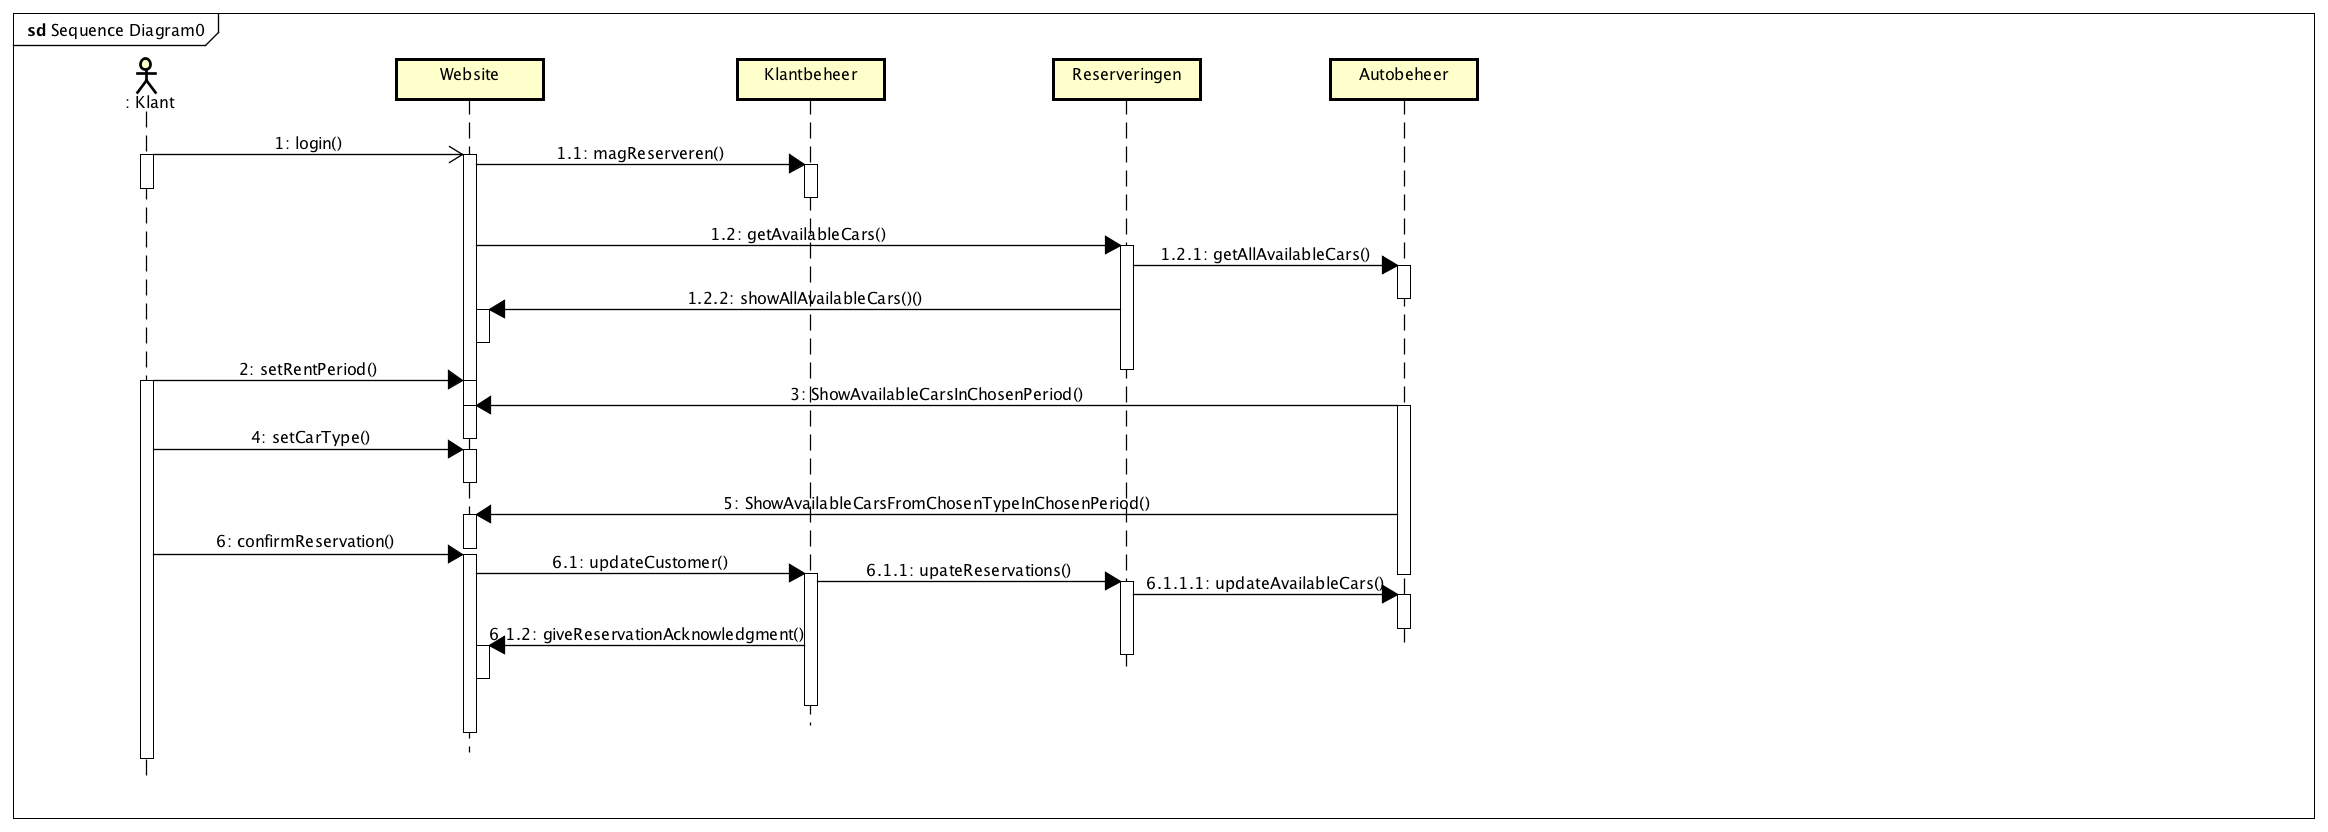 sd Sequence Diagram0
: Klant
Website
Klantbeheer
Reserveringen
Autobeheer
1: login()
1.1: magReserveren()
1.2: getAvailableCars()
1.2.1: getAllAvailableCars()
1.2.2: showAllAvailableCars()()
2: setRentPeriod()
3: ShowAvailableCarsInChosenPeriod()
4: setCarType()
5: ShowAvailableCarsFromChosenTypeInChosenPeriod()
6: confirmReservation()
6.1: updateCustomer()
6.1.1: upateReservations()
6.1.1.1: updateAvailableCars()
6.1.2: giveReservationAcknowledgment()